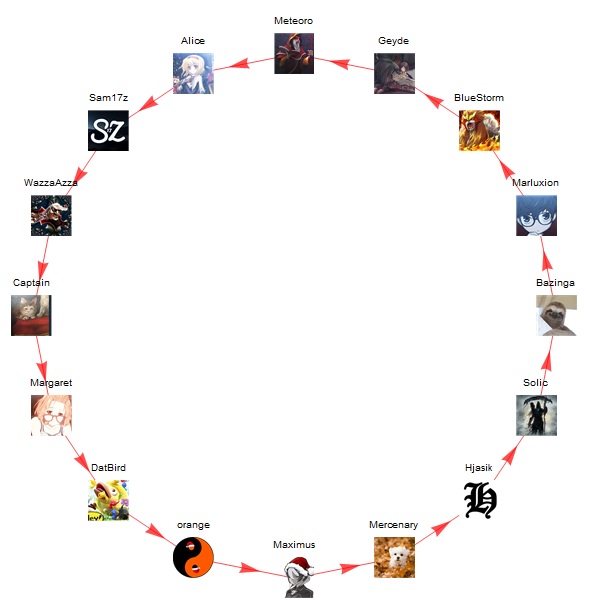 Meteoro
Alice
Geyde
Sam17z
BlueStorm
SZ
WazzaAzza
Marluxion
Captain
Bazinga
Margaret
Solic
DatBird
Hjasik
H
orange
Mercenary
Maximus